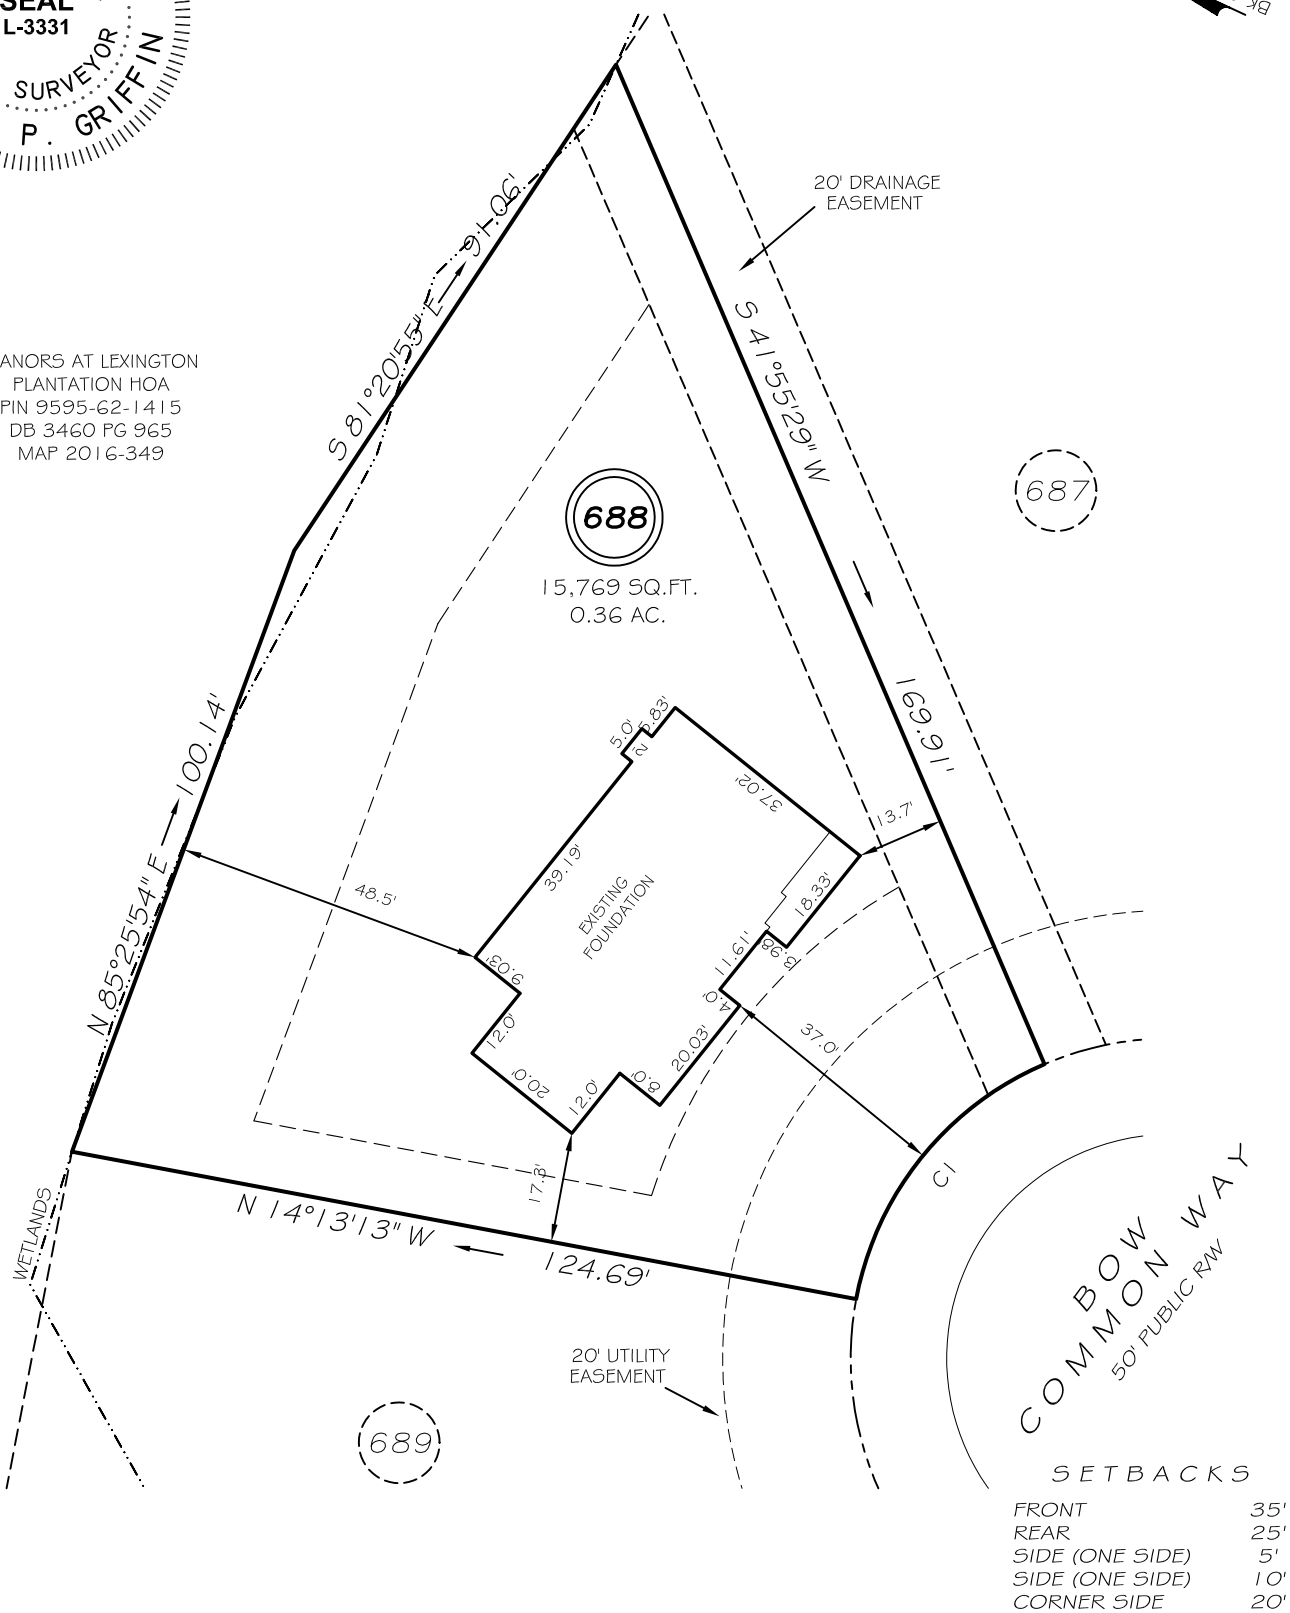 SEAL
L-3331
SURVEYOR
P. GRIFFIN
BK
20' DRAINAGE
EASEMENT
S 81°20'55" E
91.06'
ANORS AT LEXINGTON
PLANTATION HOA
PIN 9595-62-1415
DB 3460 PG 965
MAP 2016-349
S 41°55'29" W
169.91'
687
688
15,769 SQ.FT.
0.36 AC.
N 85°25'54" E
100.14'
5.0'
2'
5.83'
37.02'
13.7'
39.19'
48.5'
EXISTING
FOUNDATION
18.33'
3.98'
11.61'
4.0'
9.03'
12.0'
20.0'
12.0'
8.0'
20.03'
37.0'
17.3'
C1
WETLANDS
N 14°13'13" W
124.69'
BOW
COMMON WAY
50' PUBLIC R/W
20' UTILITY
EASEMENT
689
SETBACKS
FRONT 35'
REAR 25'
SIDE (ONE SIDE) 5'
SIDE (ONE SIDE) 10'
CORNER SIDE 20'